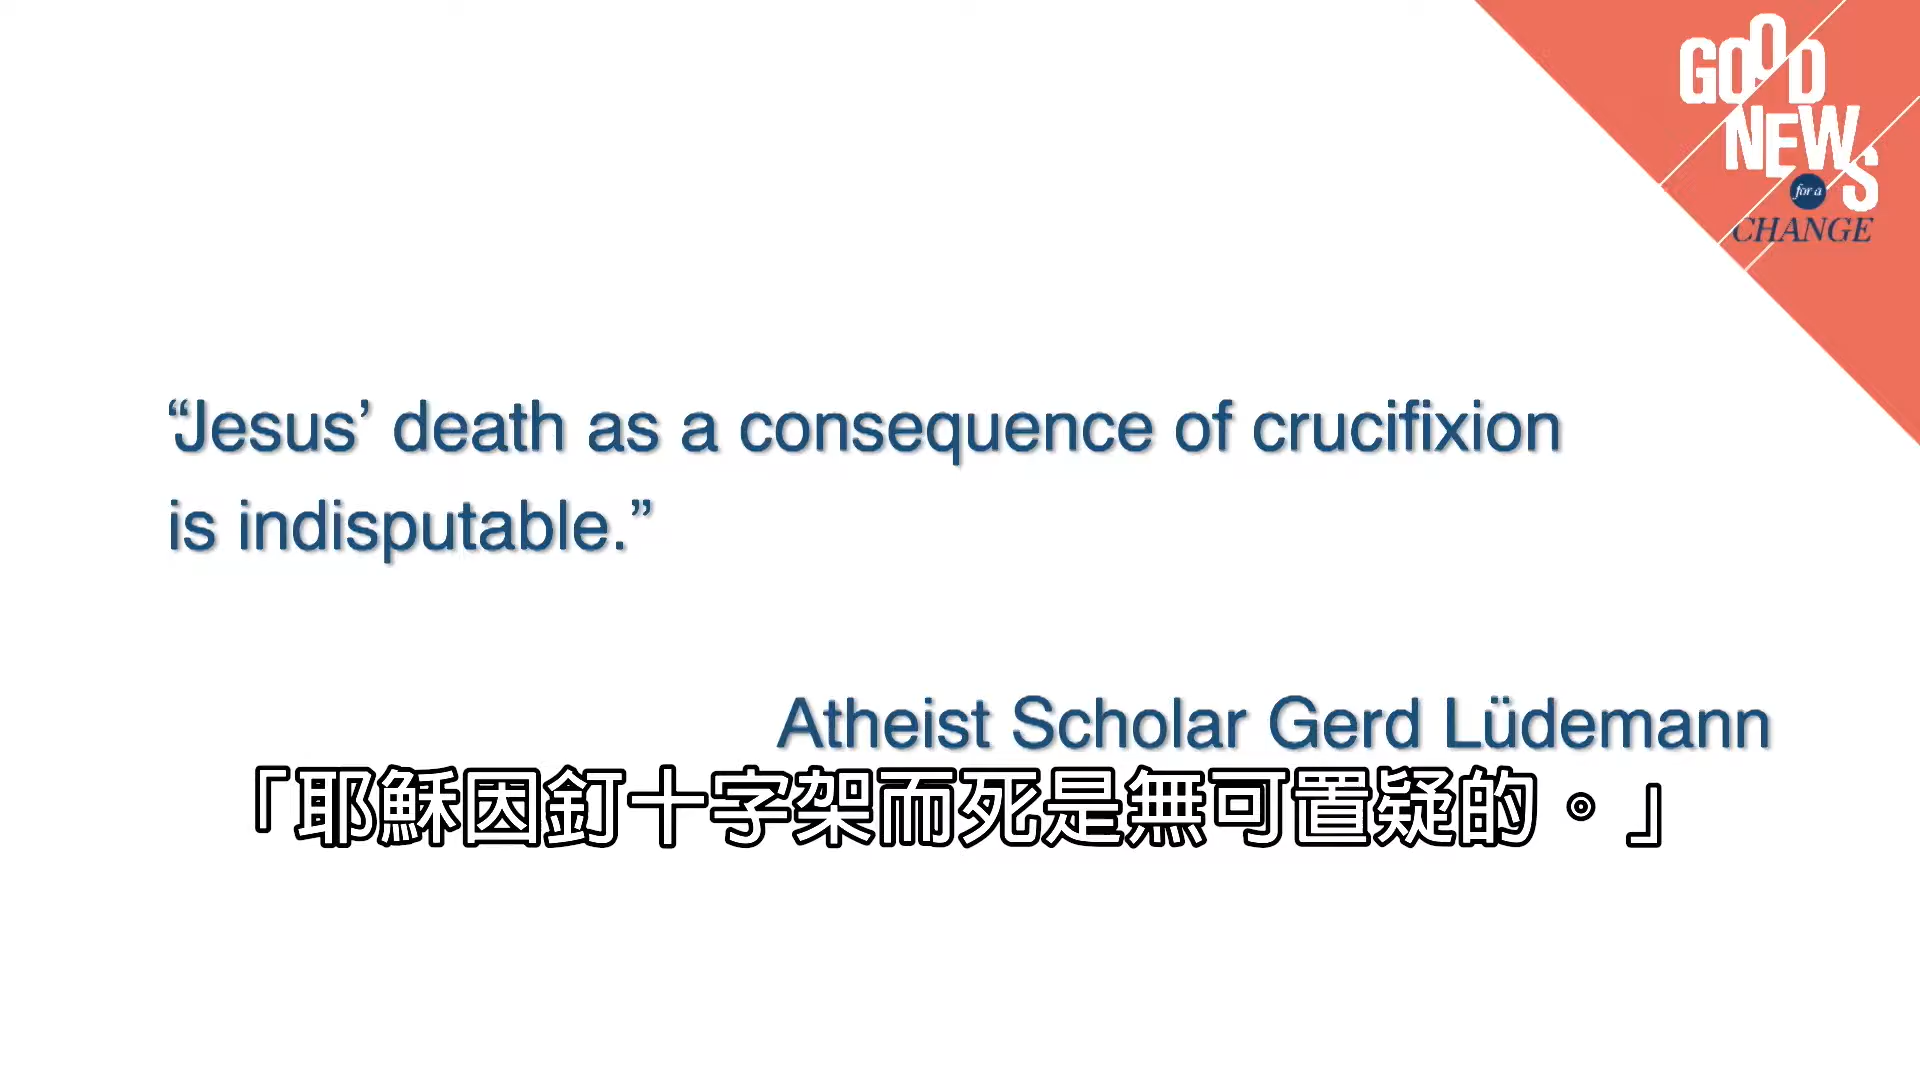 GOOD
NEWS
for a
CHANGE
“Jesus’ death as a consequence of crucifixion
is indisputable.”
Atheist Scholar Gerd Lüdemann
「耶穌因釘十字架而死是無可置疑的。」